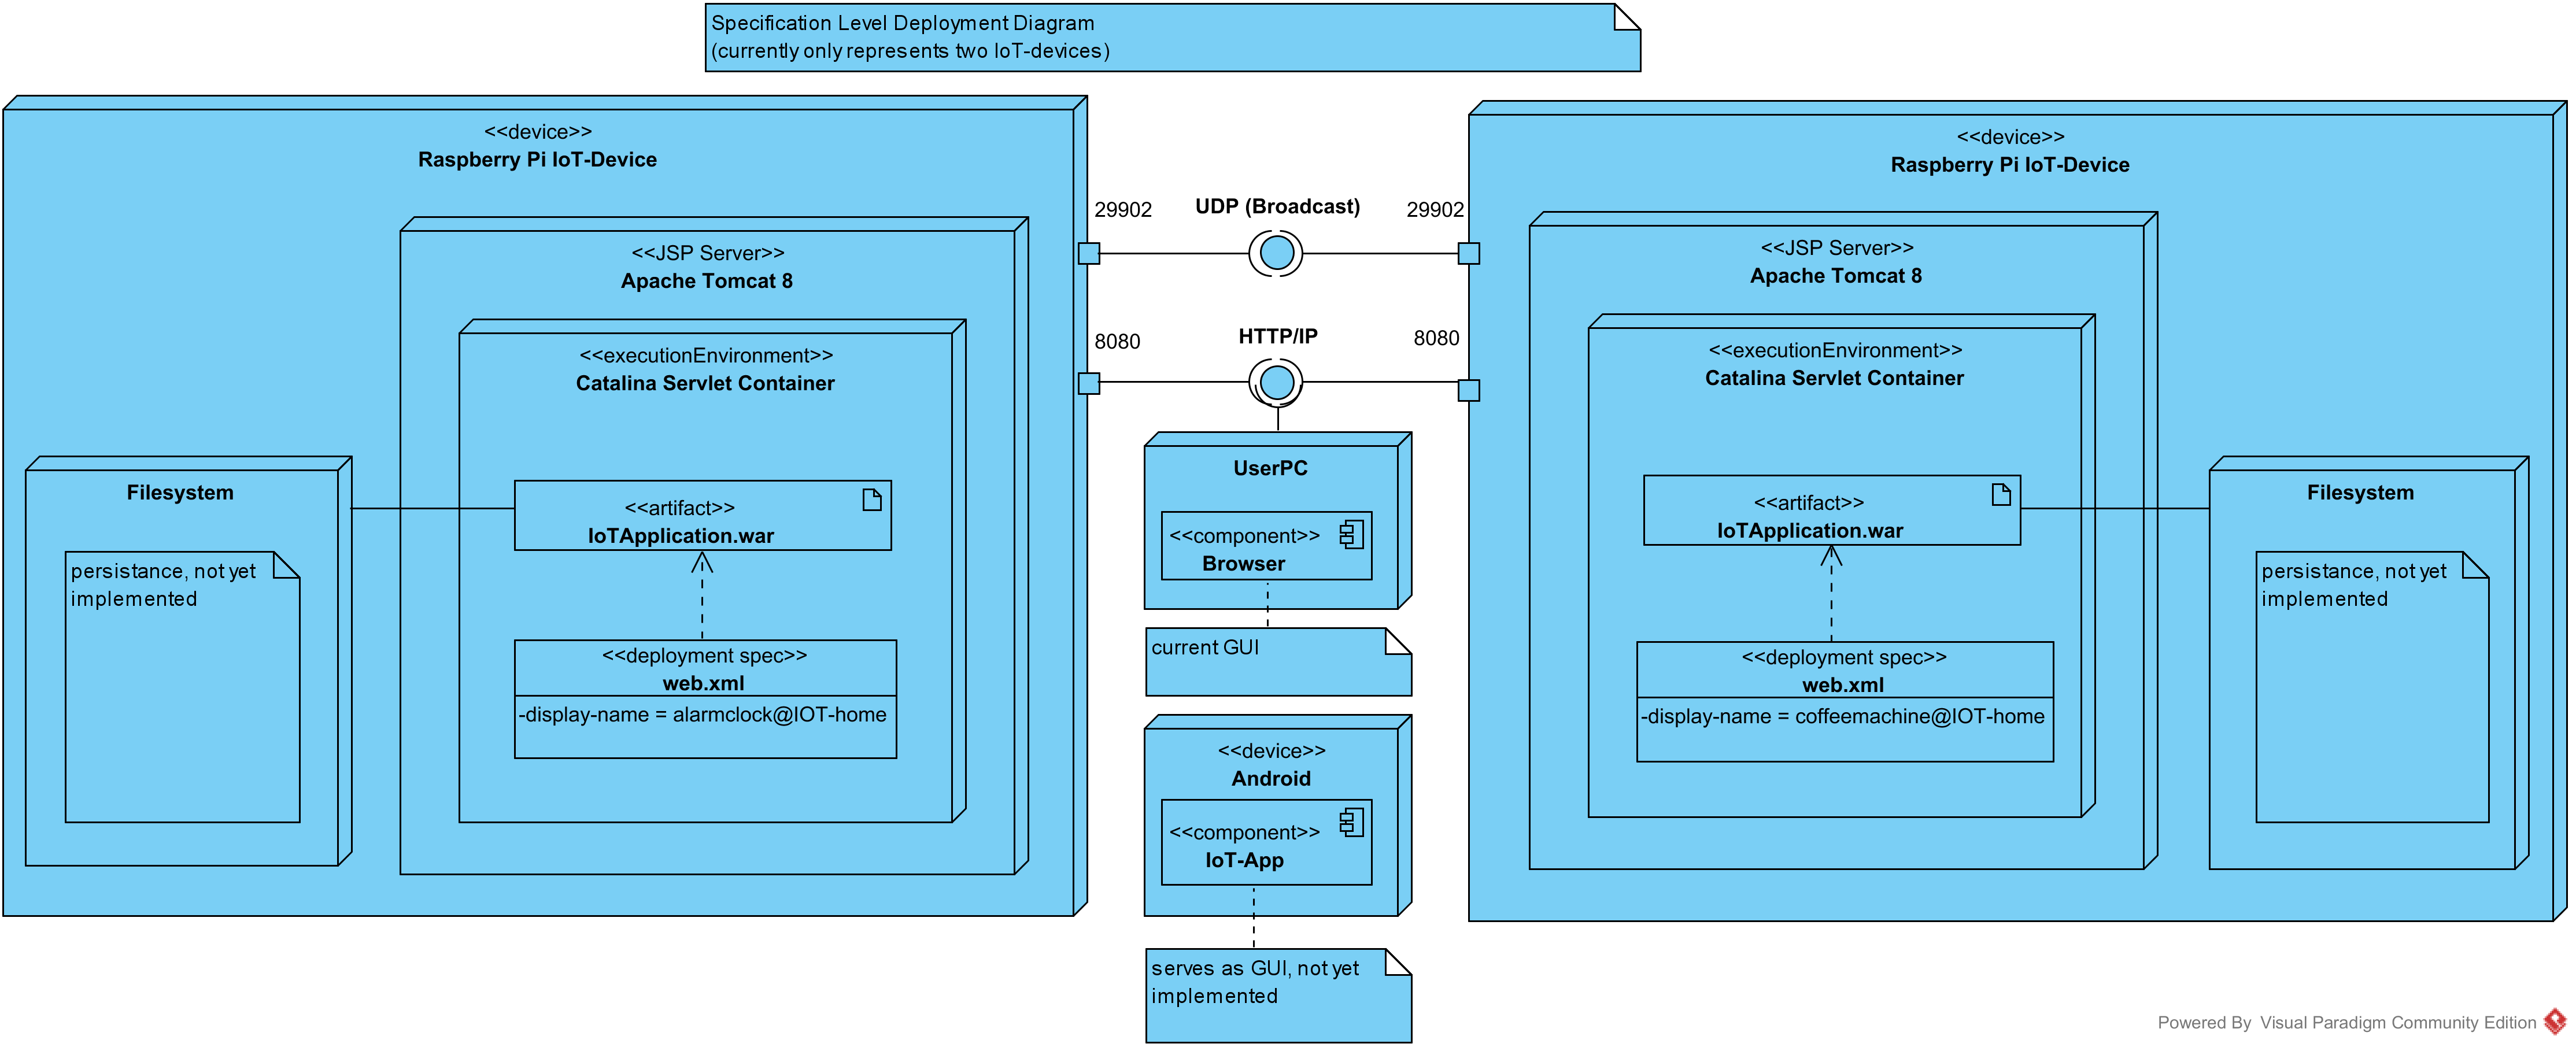 Specification Level Deployment Diagram
(currently only represents two IoT-devices)
<<device>>
Raspberry Pi IoT-Device
<<JSP Server>>
Apache Tomcat 8
<<executionEnvironment>>
Catalina Servlet Container
Filesystem
persistance, not yet
implemented
<<artifact>>
IoTApplication.war
<<deployment spec>>
web.xml
-display-name = alarmclock@IOT-home
29902
UDP (Broadcast)
29902
8080
HTTP/IP
8080
UserPC
<<component>>
Browser
current GUI
<<device>>
Android
<<component>>
IoT-App
serves as GUI, not yet
implemented
<<device>>
Raspberry Pi IoT-Device
<<JSP Server>>
Apache Tomcat 8
<<executionEnvironment>>
Catalina Servlet Container
<<artifact>>
IoTApplication.war
<<deployment spec>>
web.xml
-display-name = coffeemachine@IOT-home
Filesystem
persistance, not yet
implemented
Powered By Visual Paradigm Community Edition